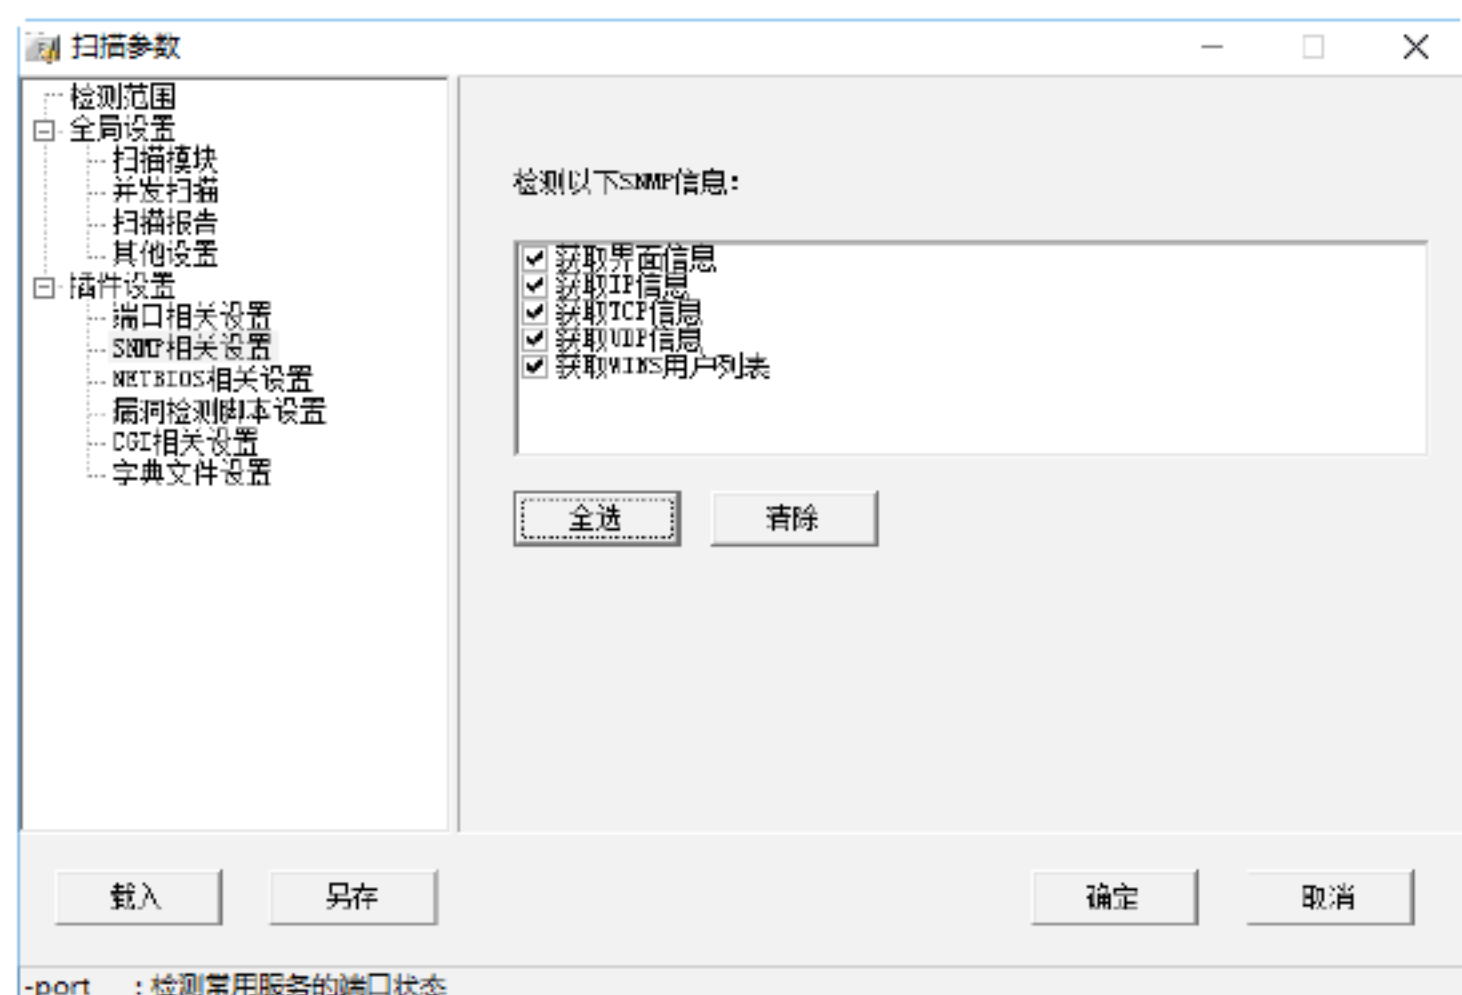 扫描参数
检测范围
全局设置
扫描模块
并发扫描
扫描报告
其他设置
插件设置
端口相关设置
SNMP相关设置
NETBIOS相关设置
漏洞检测脚本设置
CGI相关设置
字典文件设置
检测以下SNMP信息:
获取界面信息
获取IP信息
获取TCP信息
获取UDP信息
获取WINS用户列表
全选 清除
载入 另存 确定 取消
-port : 检测常用服务的端口状态